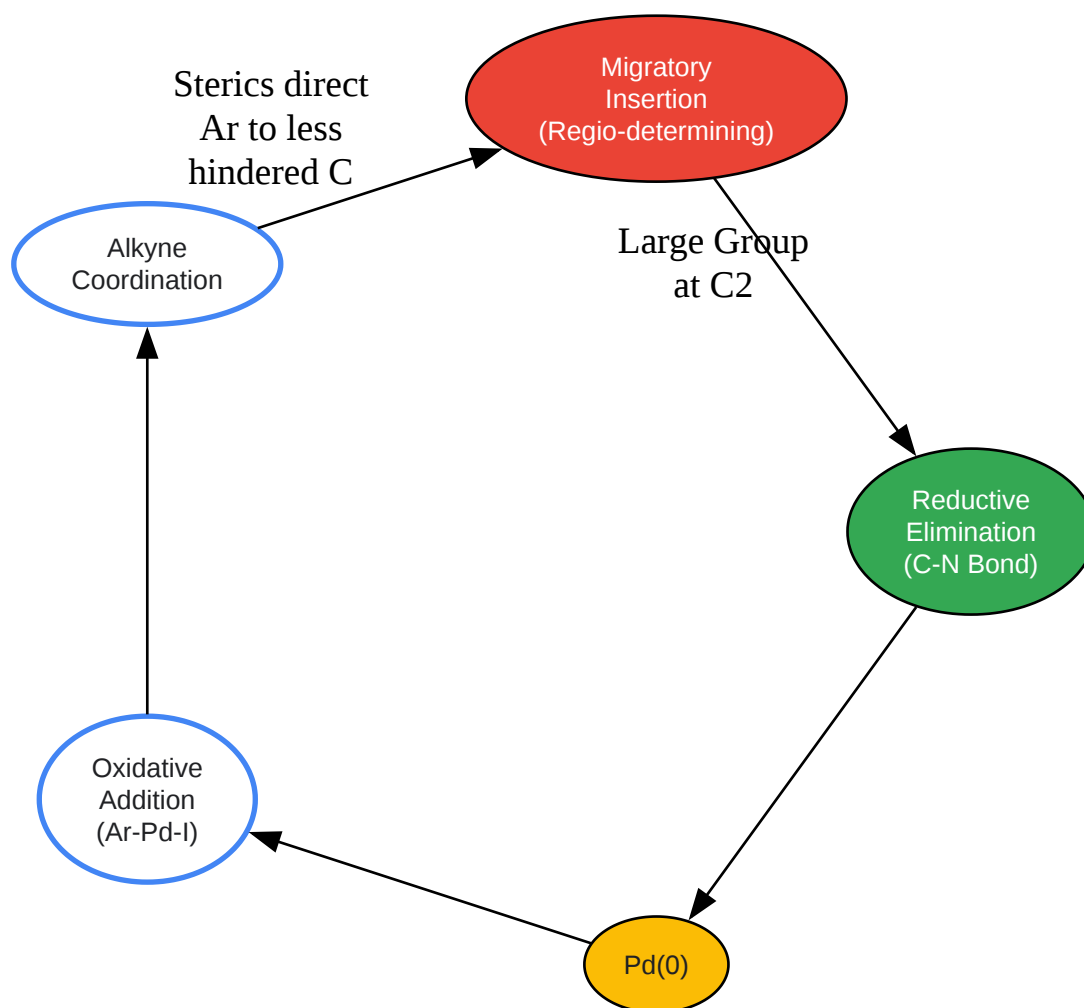 Migratory
Insertion
(Regio-determining)
Sterics direct
Ar to less
hindered C
Alkyne
Coordination
Large Group
at C2
Reductive
Elimination
(C-N Bond)
Oxidative
Addition
(Ar-Pd-I)
Pd(0)